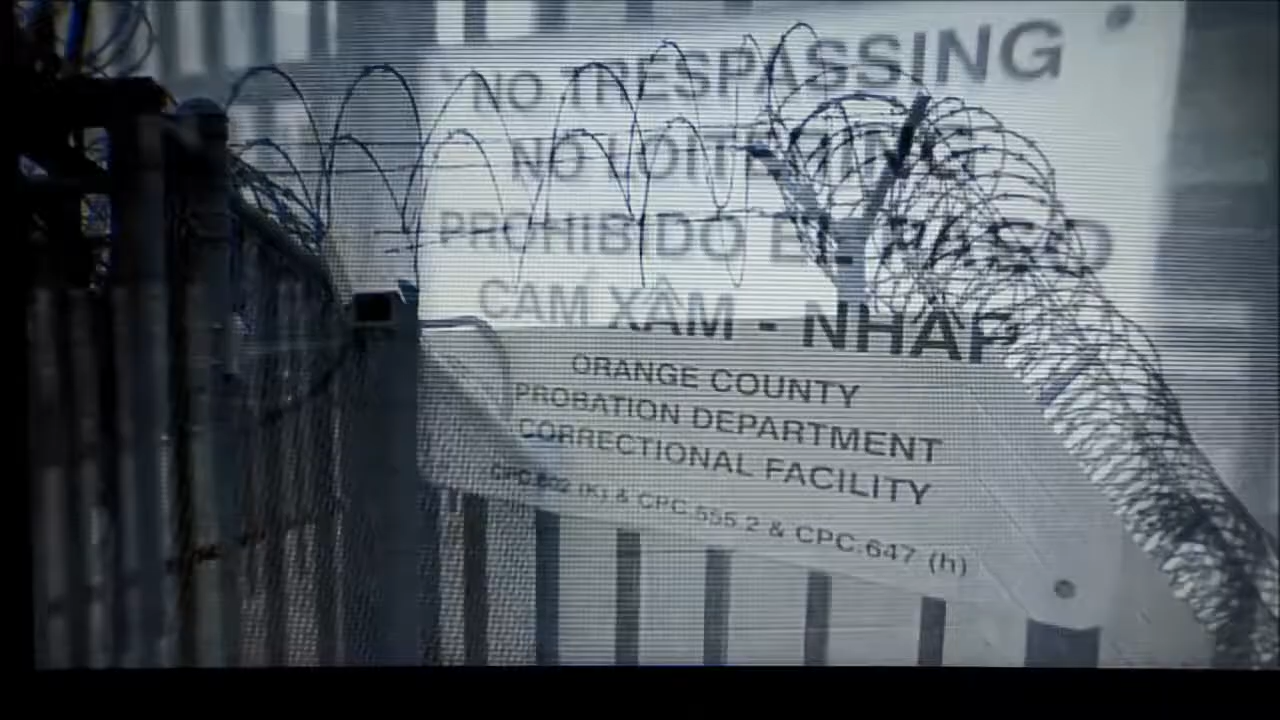 NO TRESPASSING
NO LOITERING
PROHIBIDO EL PASO
CAM XÂM - NHAP
ORANGE COUNTY
PROBATION DEPARTMENT
CORRECTIONAL FACILITY
CPC.602 (K) & CPC.555.2 & CPC.647 (h)